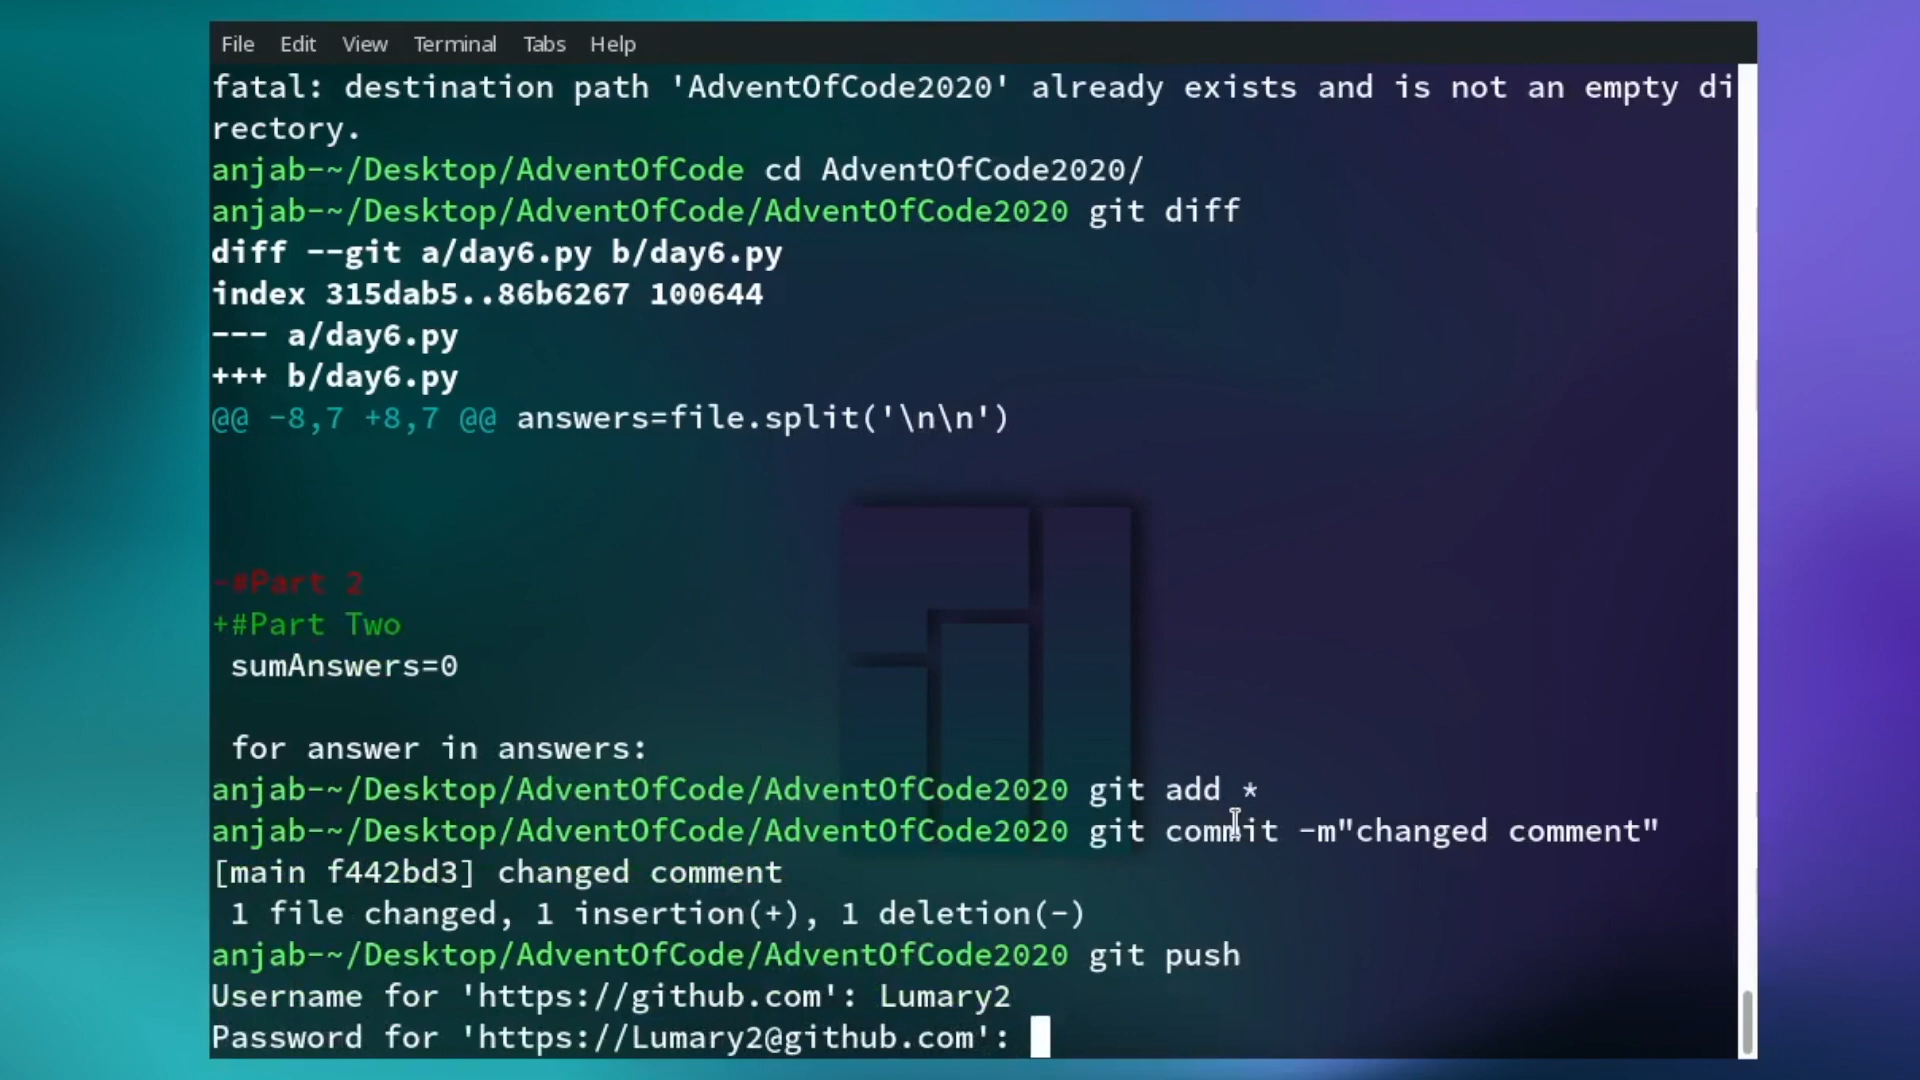 File Edit View Terminal Tabs Help
fatal: destination path 'AdventOfCode2020' already exists and is not an empty di
rectory.
anjab-~/Desktop/AdventOfCode cd AdventOfCode2020/
anjab-~/Desktop/AdventOfCode/AdventOfCode2020 git diff
diff --git a/day6.py b/day6.py
index 315dab5..86b6267 100644
--- a/day6.py
+++ b/day6.py
@@ -8,7 +8,7 @@ answers=file.split('\n\n')
-#Part 2
+#Part Two
 sumAnswers=0
 for answer in answers:
anjab-~/Desktop/AdventOfCode/AdventOfCode2020 git add *
anjab-~/Desktop/AdventOfCode/AdventOfCode2020 git commit -m"changed comment"
[main f442bd3] changed comment
 1 file changed, 1 insertion(+), 1 deletion(-)
anjab-~/Desktop/AdventOfCode/AdventOfCode2020 git push
Username for 'https://github.com': Lumary2
Password for 'https://Lumary2@github.com':